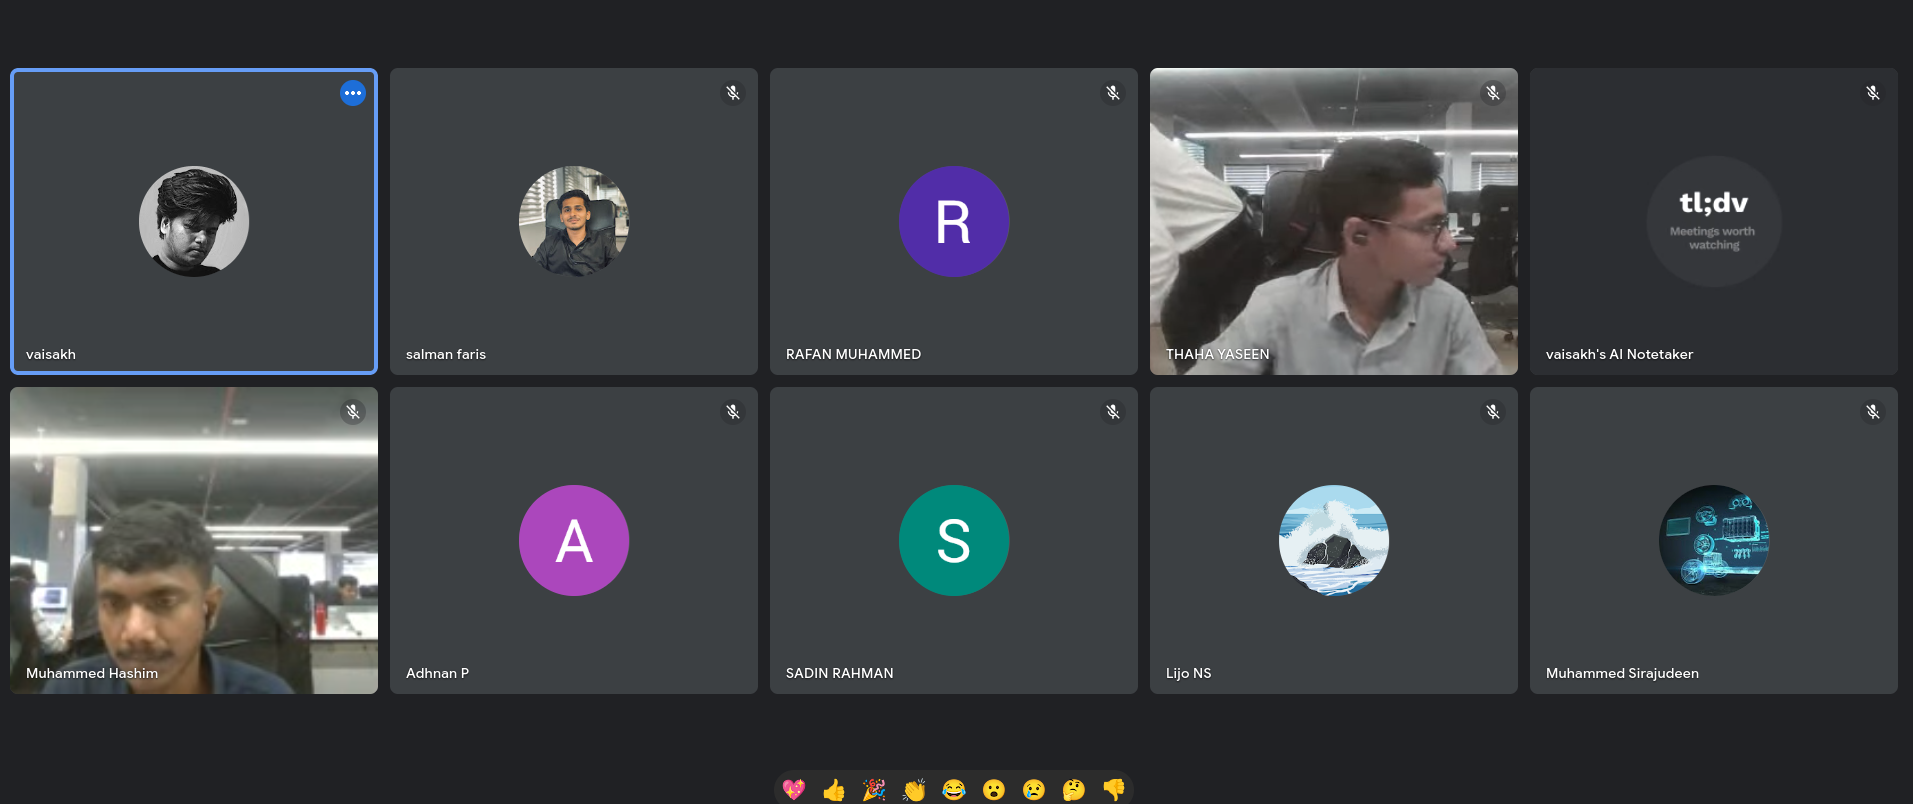 vaisakh
salman faris
R
RAFAN MUHAMMED
THAHA YASEEN
tl;dv
Meetings worth
watching
vaisakh's AI Notetaker
Muhammed Hashim
A
Adhnan P
S
SADIN RAHMAN
Lijo NS
Muhammed Sirajudeen